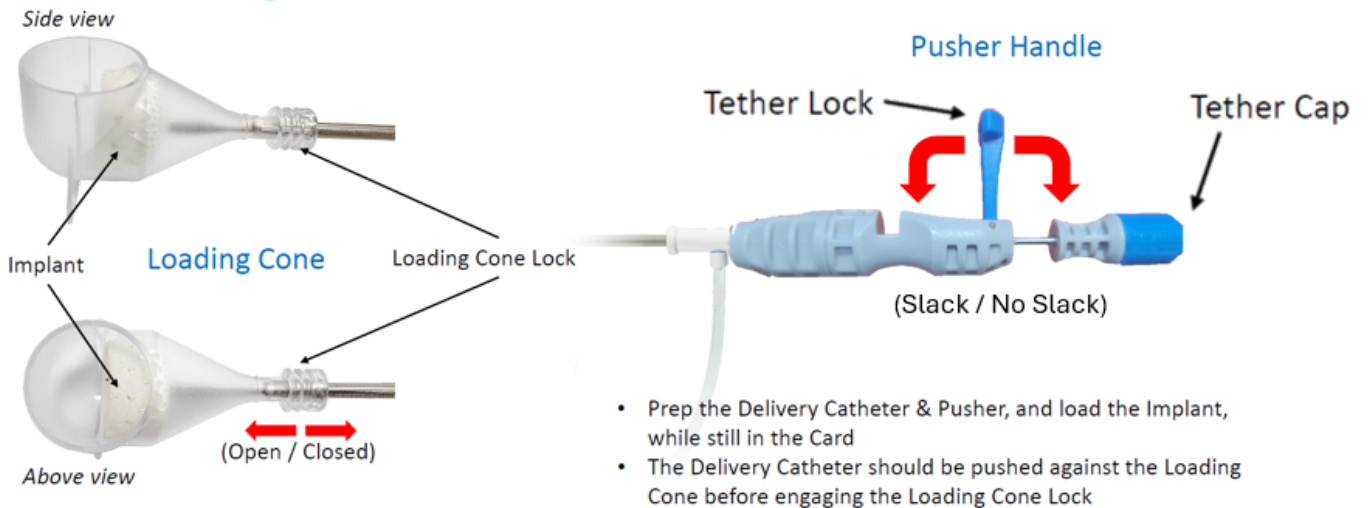 Side view
Implant
Loading Cone
Loading Cone Lock
(Open / Closed)
Above view
Pusher Handle
Tether Lock
Tether Cap
(Slack / No Slack)
• Prep the Delivery Catheter & Pusher, and load the Implant,
while still in the Card
• The Delivery Catheter should be pushed against the Loading
Cone before engaging the Loading Cone Lock